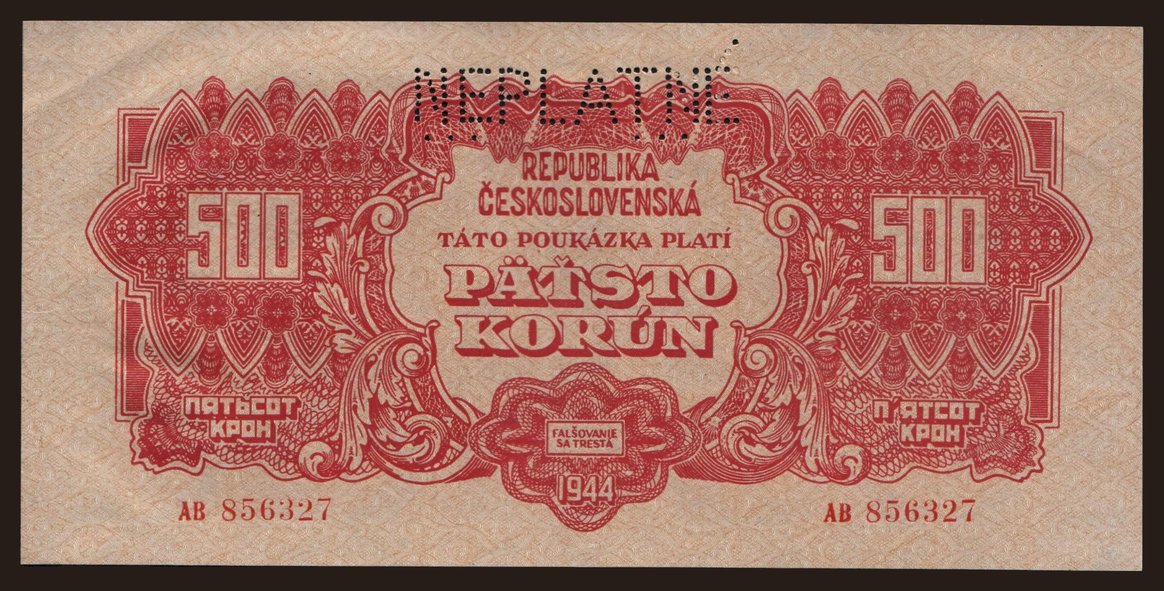 NEPLATNÉ
REPUBLIKA
ČESKOSLOVENSKÁ
TÁTO POUKÁZKA PLATÍ
PÄŤSTO
KORÚN
500
500
ПЯТЬСОТ
КРОН
П'ЯТСОТ
КРОН
FALŠOVANIE
SA TRESTÁ
1944
AB 856327
AB 856327